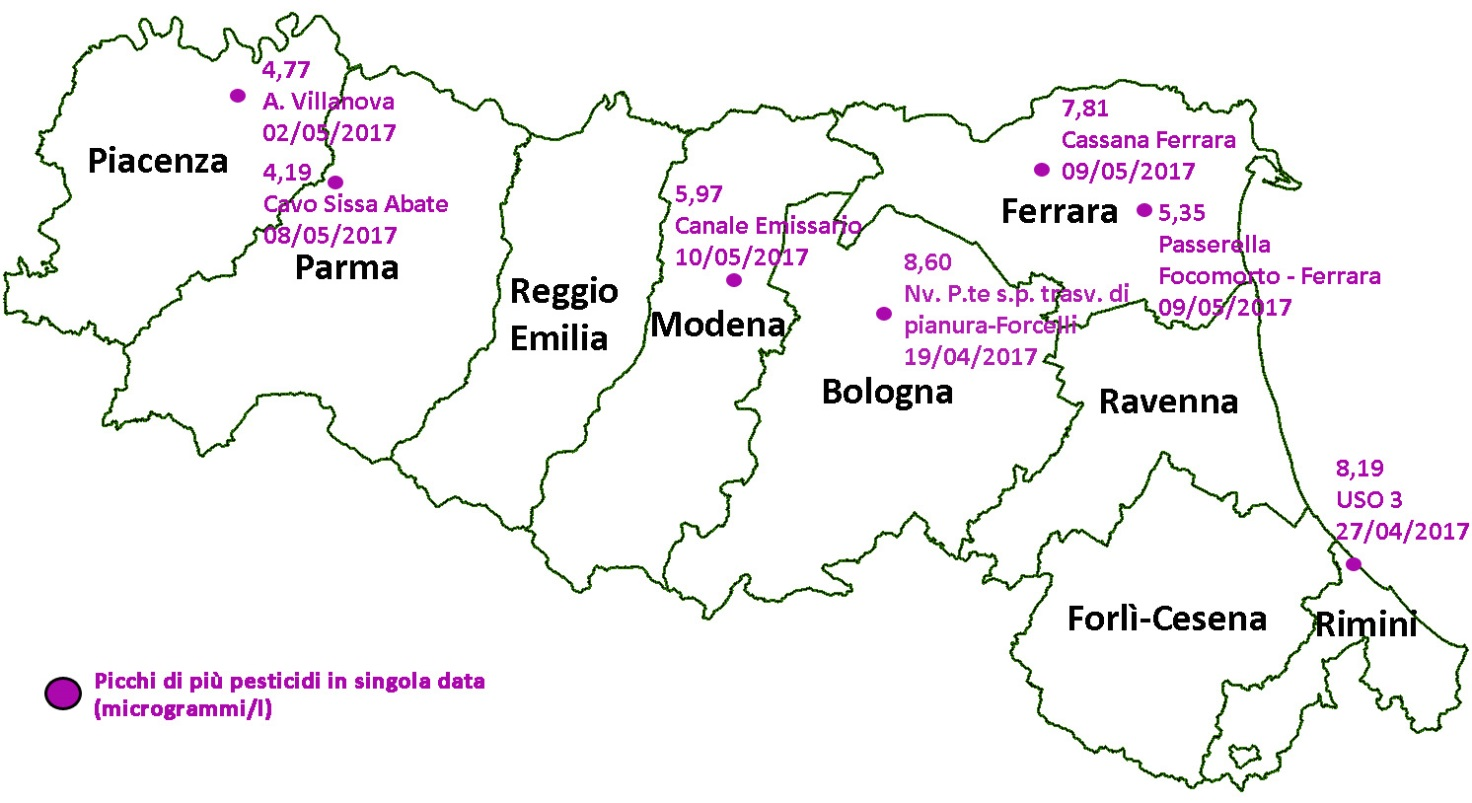 4,77
A. Villanova
02/05/2017
Piacenza
4,19
Cavo Sissa Abate
08/05/2017
Parma
Reggio
Emilia
5,97
Canale Emissario
10/05/2017
Modena
8,60
Nv. P.te s.p. trasv. di
pianura-Forcelli
19/04/2017
Bologna
7,81
Cassana Ferrara
09/05/2017
Ferrara
5,35
Passerella
Focomorto - Ferrara
09/05/2017
Ravenna
8,19
USO 3
27/04/2017
Forlì-Cesena
Rimini
Picchi di più pesticidi in singola data
(microgrammi/l)